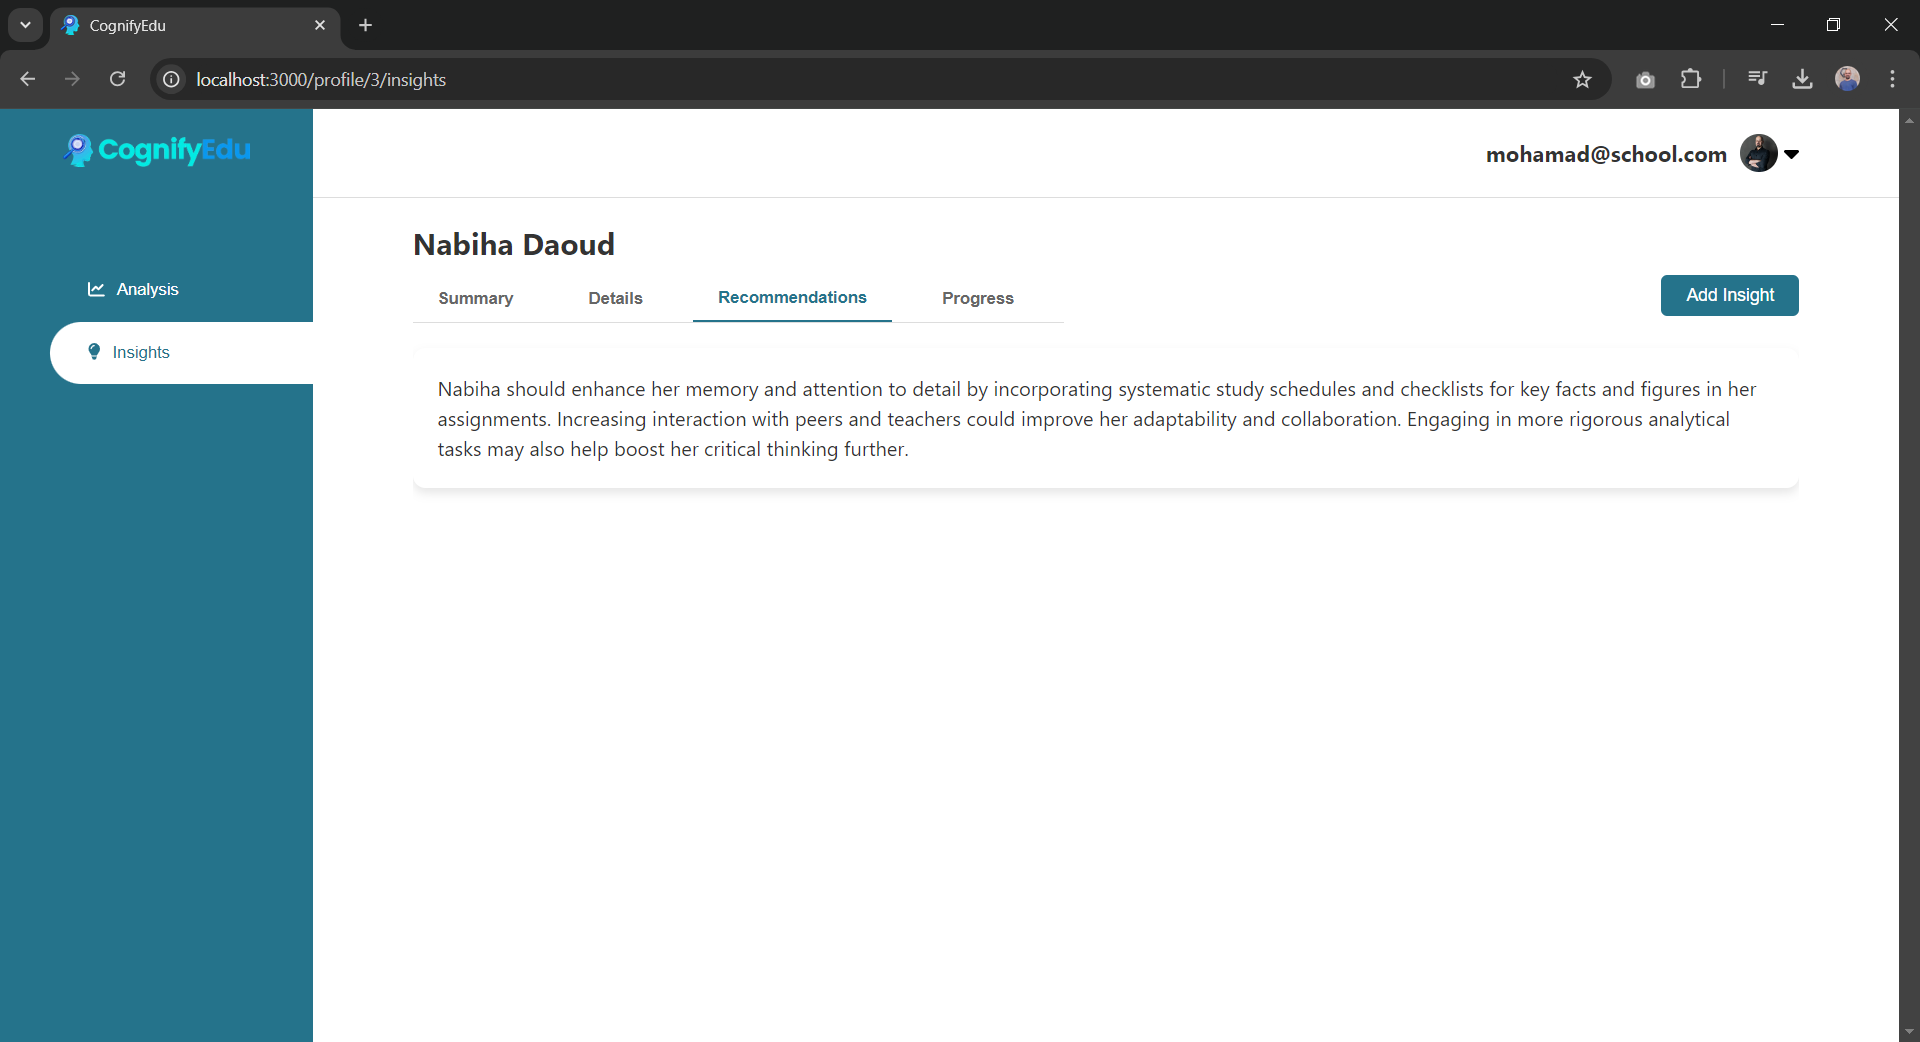 CognifyEdu
localhost:3000/profile/3/insights
CognifyEdu
mohamad@school.com
Analysis
Insights
Nabiha Daoud
Summary Details Recommendations Progress
Add Insight
Nabiha should enhance her memory and attention to detail by incorporating systematic study schedules and checklists for key facts and figures in her
assignments. Increasing interaction with peers and teachers could improve her adaptability and collaboration. Engaging in more rigorous analytical
tasks may also help boost her critical thinking further.